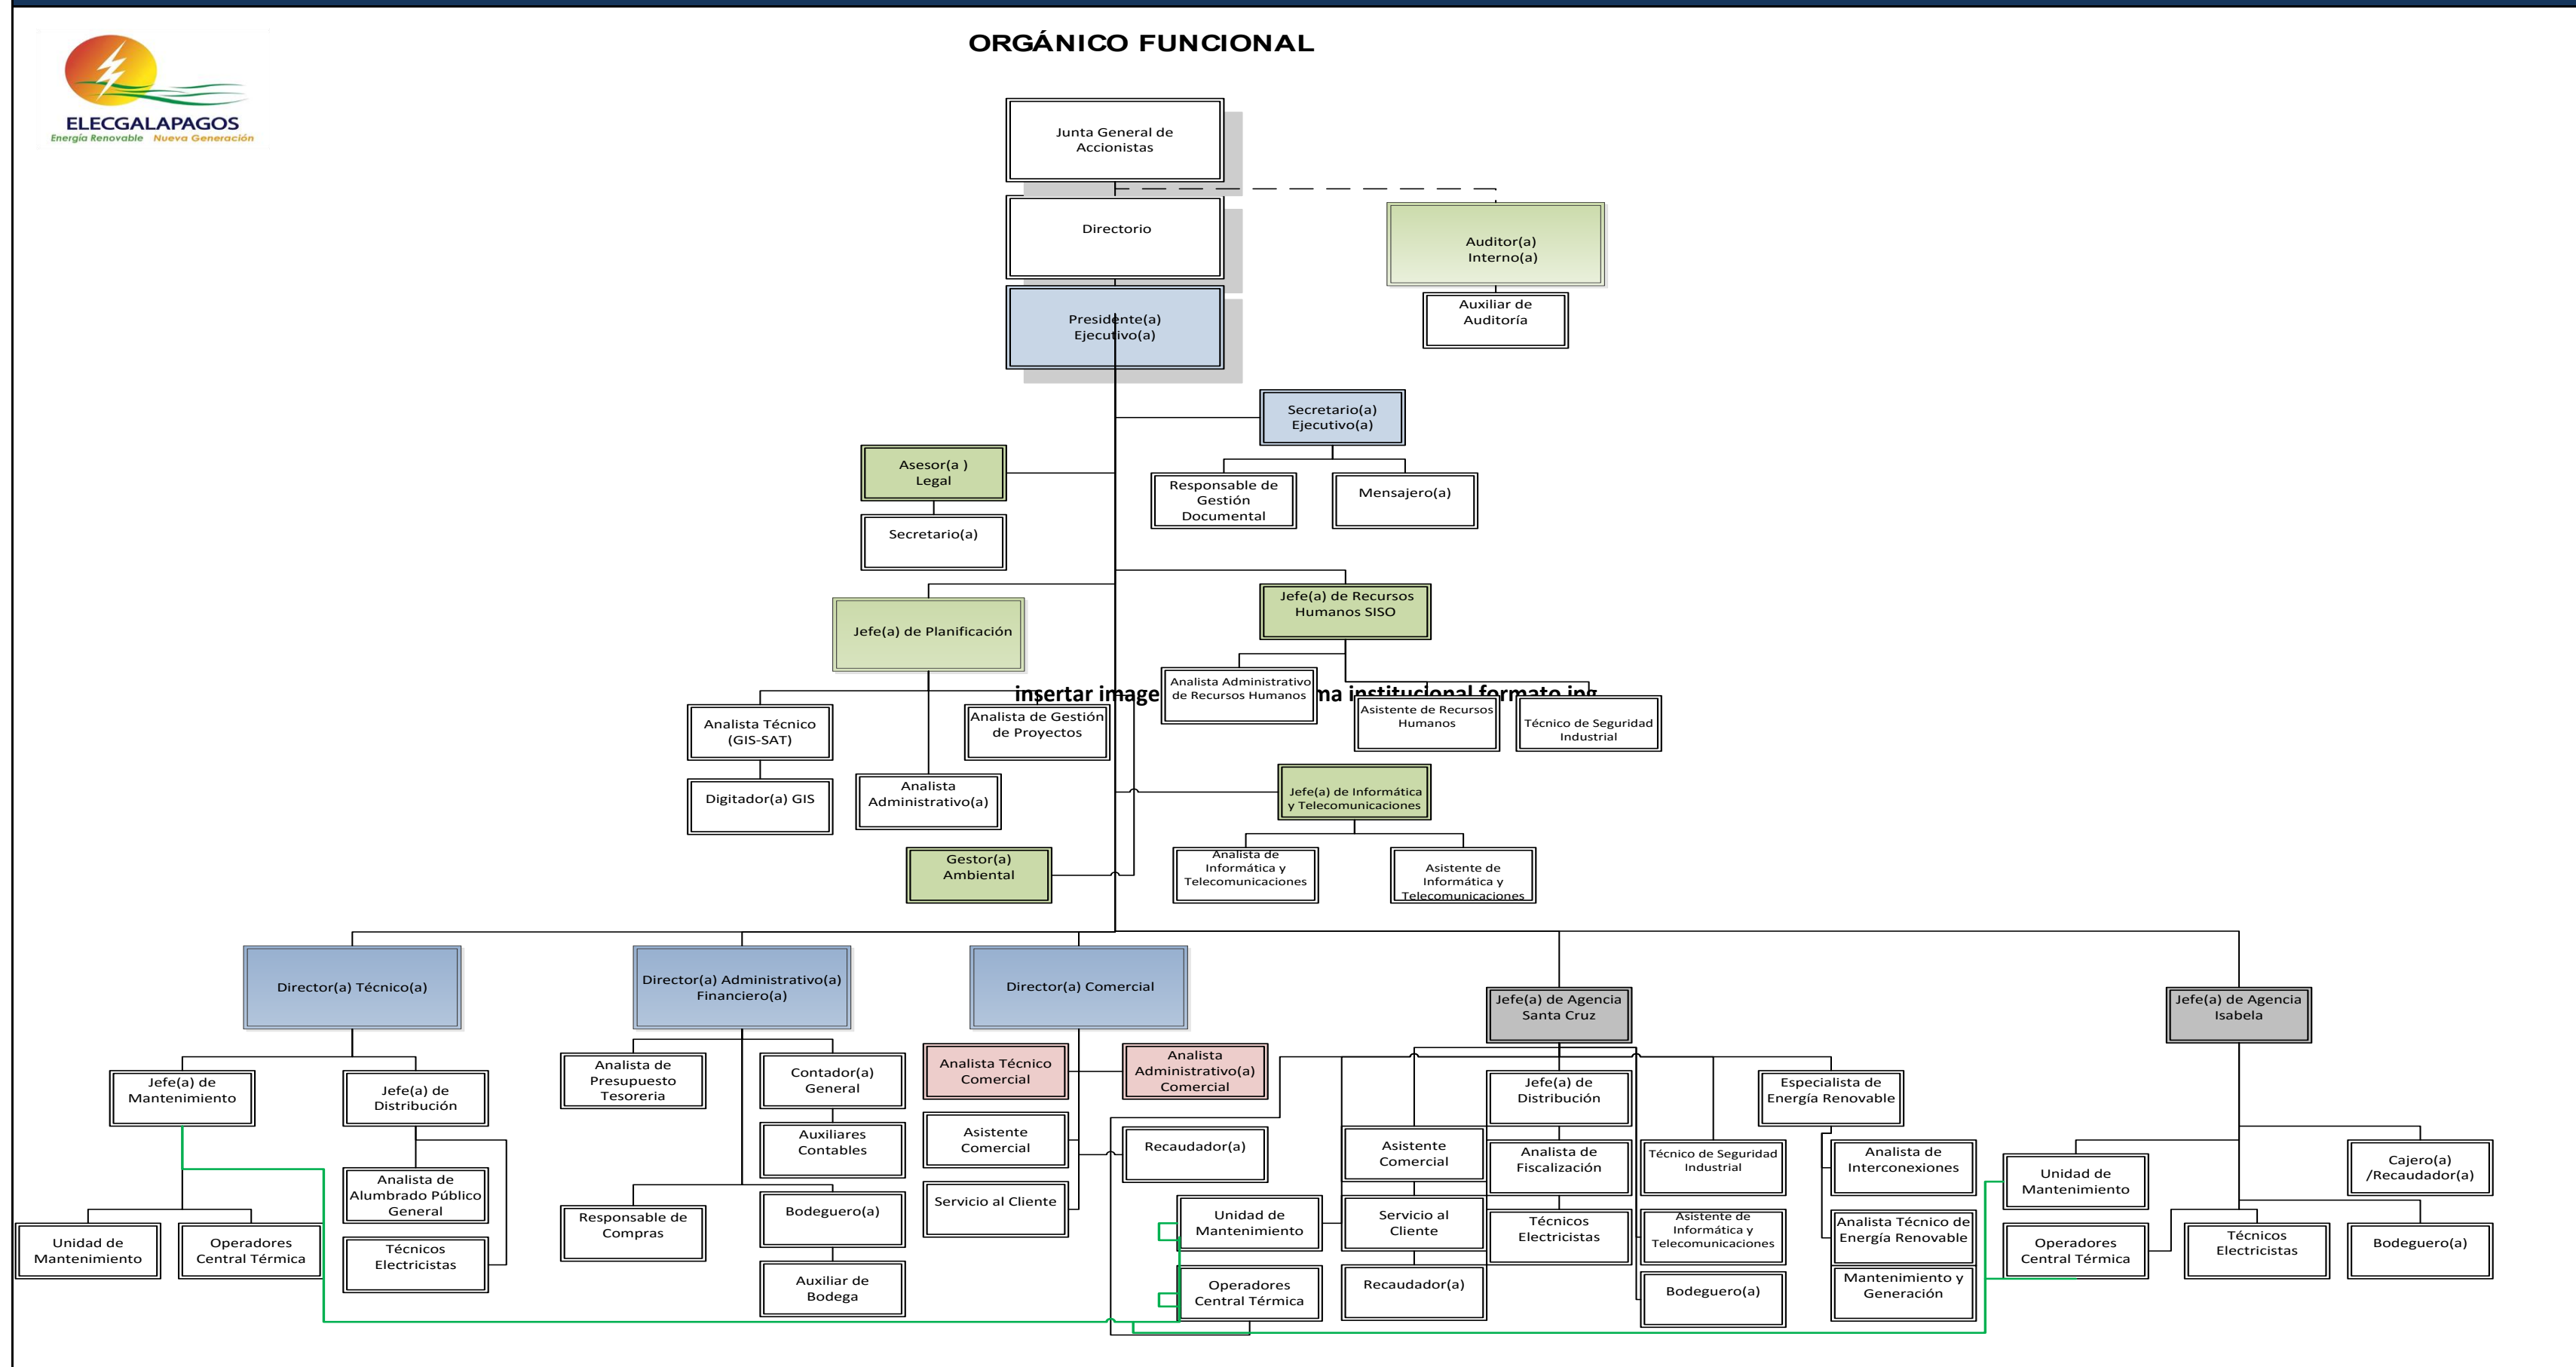 ORGÁNICO FUNCIONAL
ELECGALAPAGOS
Energía Renovable Nueva Generación
Junta General de
Accionistas
Directorio
Auditor(a)
Interno(a)
Auxiliar de
Auditoría
Presidente(a)
Ejecutivo(a)
Secretario(a)
Ejecutivo(a)
Responsable de
Gestión
Documental
Mensajero(a)
Asesor(a )
Legal
Secretario(a)
Jefe(a) de Recursos
Humanos SISO
Jefe(a) de Planificación
Analista Administrativo
de Recursos Humanos
insertar image
ma institucional formato jpg
Asistente de Recursos
Humanos
Técnico de Seguridad
Industrial
Analista Técnico
(GIS-SAT)
Analista de Gestión
de Proyectos
Digitador(a) GIS
Analista
Administrativo(a)
Jefe(a) de Informática
y Telecomunicaciones
Gestor(a)
Ambiental
Analista de
Informática y
Telecomunicaciones
Asistente de
Informática y
Telecomunicaciones
Director(a) Técnico(a)
Director(a) Administrativo(a)
Financiero(a)
Director(a) Comercial
Jefe(a) de Agencia
Santa Cruz
Jefe(a) de Agencia
Isabela
Jefe(a) de
Mantenimiento
Jefe(a) de
Distribución
Analista de
Alumbrado Público
General
Unidad de
Mantenimiento
Operadores
Central Térmica
Técnicos
Electricistas
Analista de
Presupuesto
Tesoreria
Contador(a)
General
Auxiliares
Contables
Responsable de
Compras
Bodeguero(a)
Auxiliar de
Bodega
Analista Técnico
Comercial
Analista
Administrativo(a)
Comercial
Asistente
Comercial
Recaudador(a)
Servicio al Cliente
Unidad de
Mantenimiento
Operadores
Central Térmica
Asistente
Comercial
Servicio al
Cliente
Recaudador(a)
Jefe(a) de
Distribución
Analista de
Fiscalización
Técnicos
Electricistas
Técnico de Seguridad
Industrial
Asistente de
Informática y
Telecomunicaciones
Bodeguero(a)
Especialista de
Energía Renovable
Analista de
Interconexiones
Analista Técnico de
Energía Renovable
Mantenimiento y
Generación
Unidad de
Mantenimiento
Operadores
Central Térmica
Técnicos
Electricistas
Cajero(a)
/Recaudador(a)
Bodeguero(a)